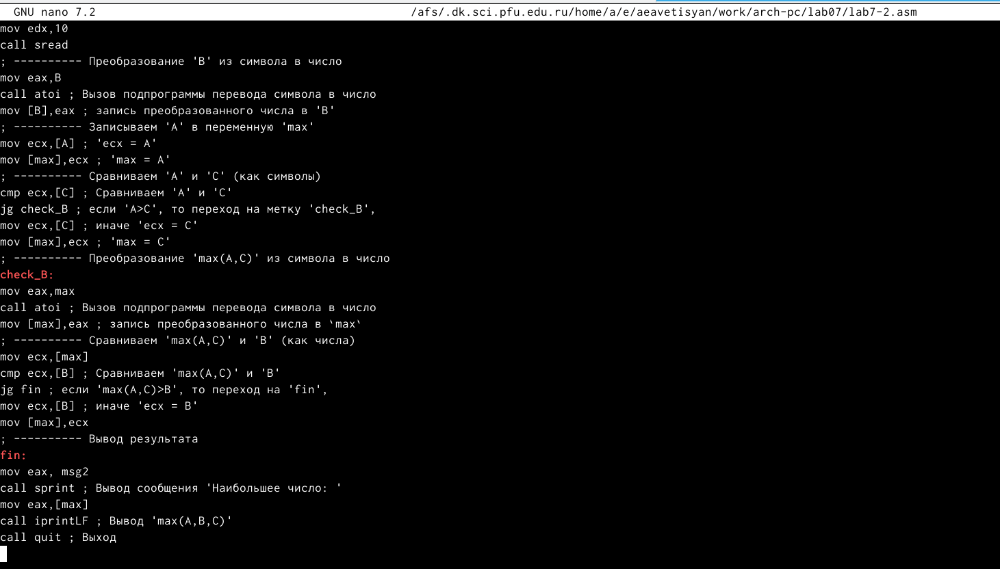 GNU nano 7.2 /afs/.dk.sci.pfu.edu.ru/home/a/e/aeavetisyan/work/arch-pc/lab07/lab7-2.asm
mov edx,10
call sread
; ---------- Преобразование 'B' из символа в число
mov eax,B
call atoi ; Вызов подпрограммы перевода символа в число
mov [B],eax ; запись преобразованного числа в 'B'
; ---------- Записываем 'A' в переменную 'max'
mov ecx,[A] ; 'ecx = A'
mov [max],ecx ; 'max = A'
; ---------- Сравниваем 'A' и 'C' (как символы)
cmp ecx,[C] ; Сравниваем 'A' и 'C'
jg check_B ; если 'A>C', то переход на метку 'check_B',
mov ecx,[C] ; иначе 'ecx = C'
mov [max],ecx ; 'max = C'
; ---------- Преобразование 'max(A,C)' из символа в число
check_B:
mov eax,max
call atoi ; Вызов подпрограммы перевода символа в число
mov [max],eax ; запись преобразованного числа в `max`
; ---------- Сравниваем 'max(A,C)' и 'B' (как числа)
mov ecx,[max]
cmp ecx,[B] ; Сравниваем 'max(A,C)' и 'B'
jg fin ; если 'max(A,C)>B', то переход на 'fin',
mov ecx,[B] ; иначе 'ecx = B'
mov [max],ecx
; ---------- Вывод результата
fin:
mov eax, msg2
call sprint ; Вывод сообщения 'Наибольшее число: '
mov eax,[max]
call iprintLF ; Вывод 'max(A,B,C)'
call quit ; Выход